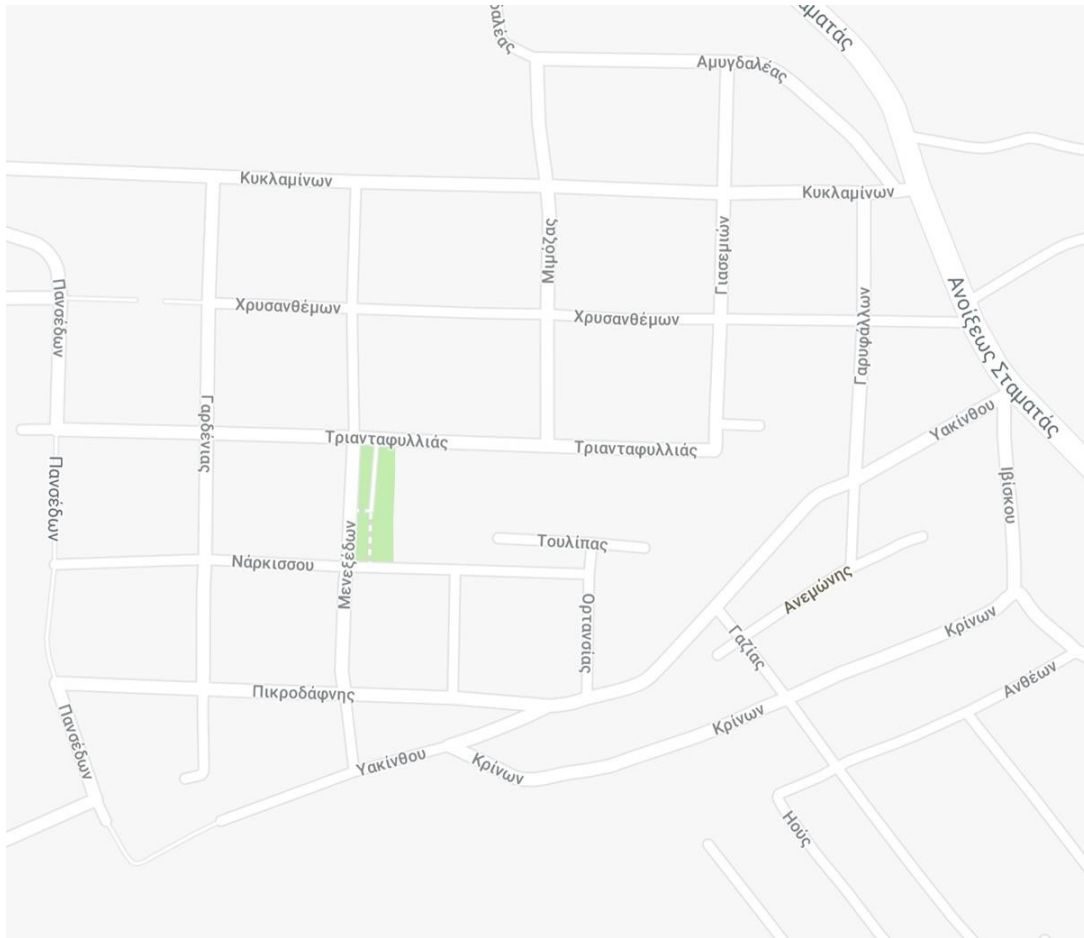 Αμυγδαλέας
Κυκλαμίνων
Κυκλαμίνων
Μιμόζας
Γιασεμιών
Πανσέδων
Χρυσανθέμων
Χρυσανθέμων
Γαρυφάλλων
Ανοίξεως Σταματάς
Γαρδένιας
Τριανταφυλλιάς
Τριανταφυλλιάς
Υακίνθου
Πανσέδων
Ιβίσκου
Τουλίπας
Νάρκισσου
Μενεξέδων
Ανεμώνης
Ορτανσίας
Κρίνων
Γαζίας
Ανθέων
Πικροδάφνης
Πανσέδων
Κρίνων
Υακίνθου
Κρίνων
Ηούς